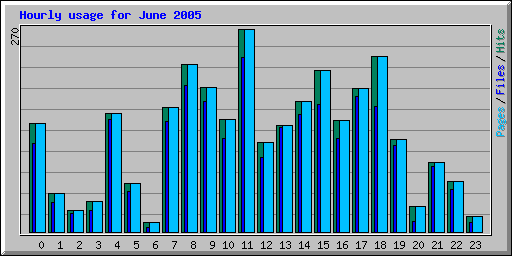 Hourly usage for June 2005
270
Pages/Files/Hits
0 1 2 3 4 5 6 7 8 9 10 11 12 13 14 15 16 17 18 19 20 21 22 23